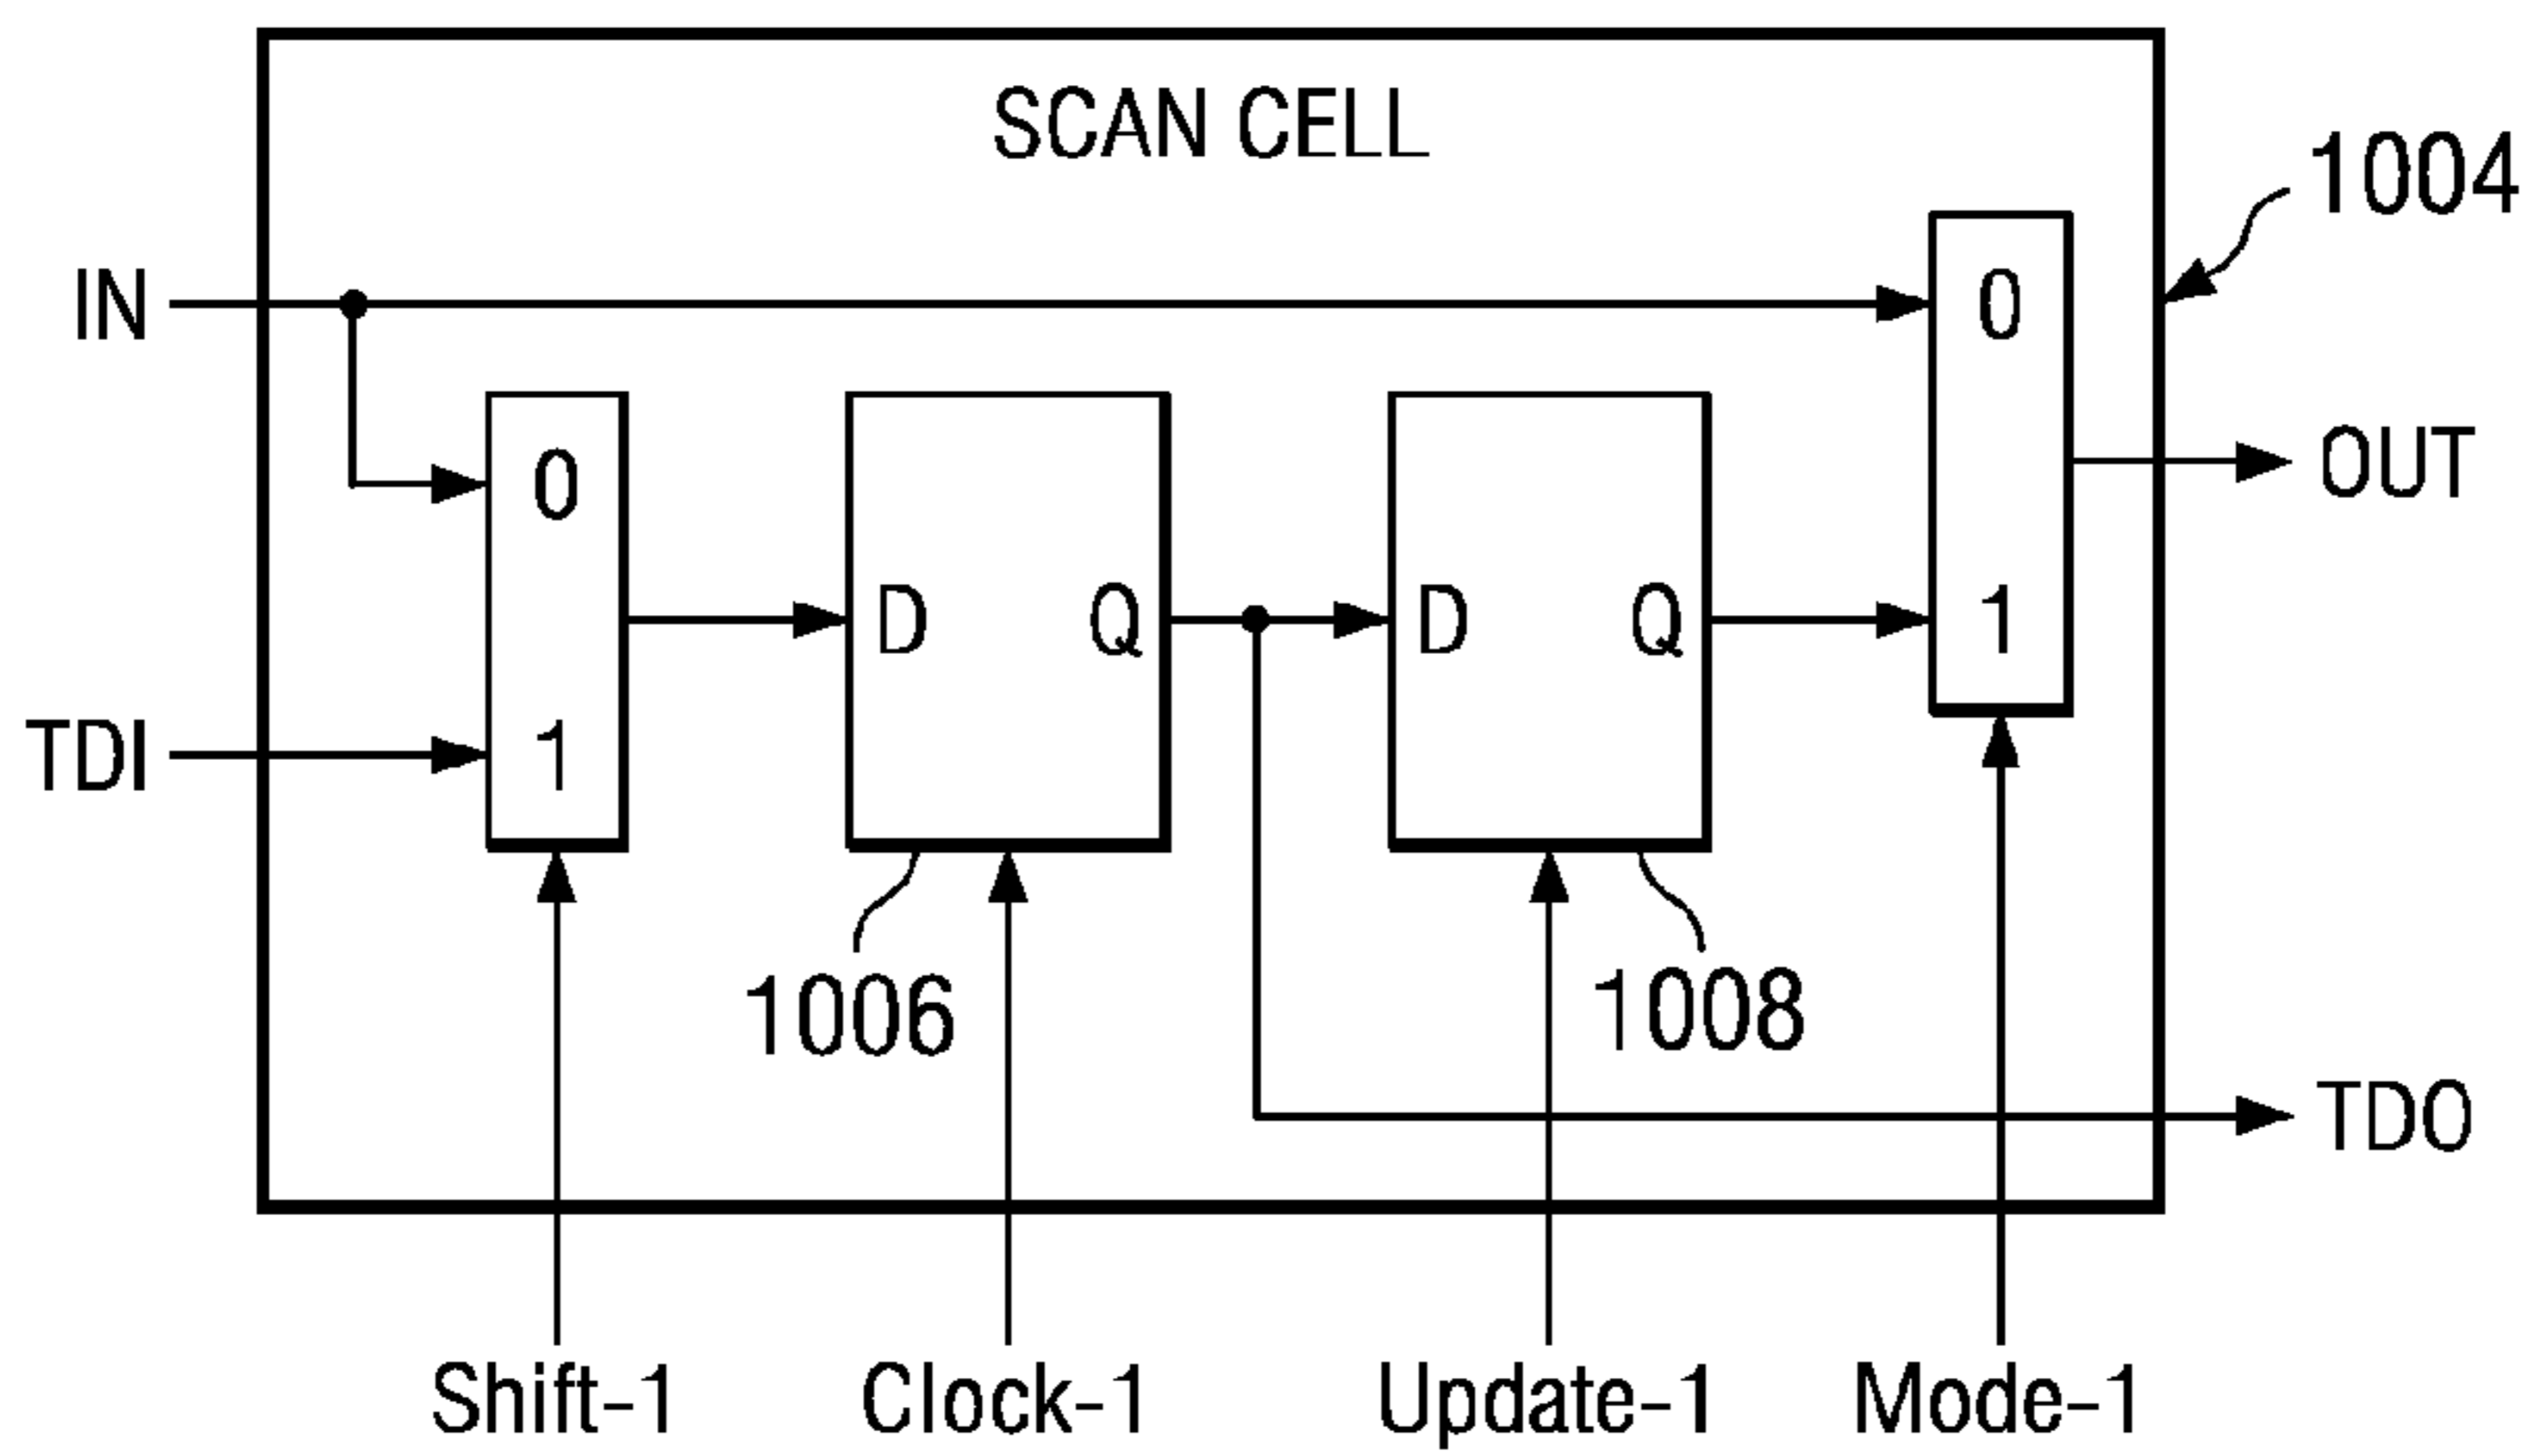 SCAN CELL
1004
IN
0
0
OUT
D Q
D Q
1
TDI
1
1006
1008
TDO
Shift-1
Clock-1
Update-1
Mode-1